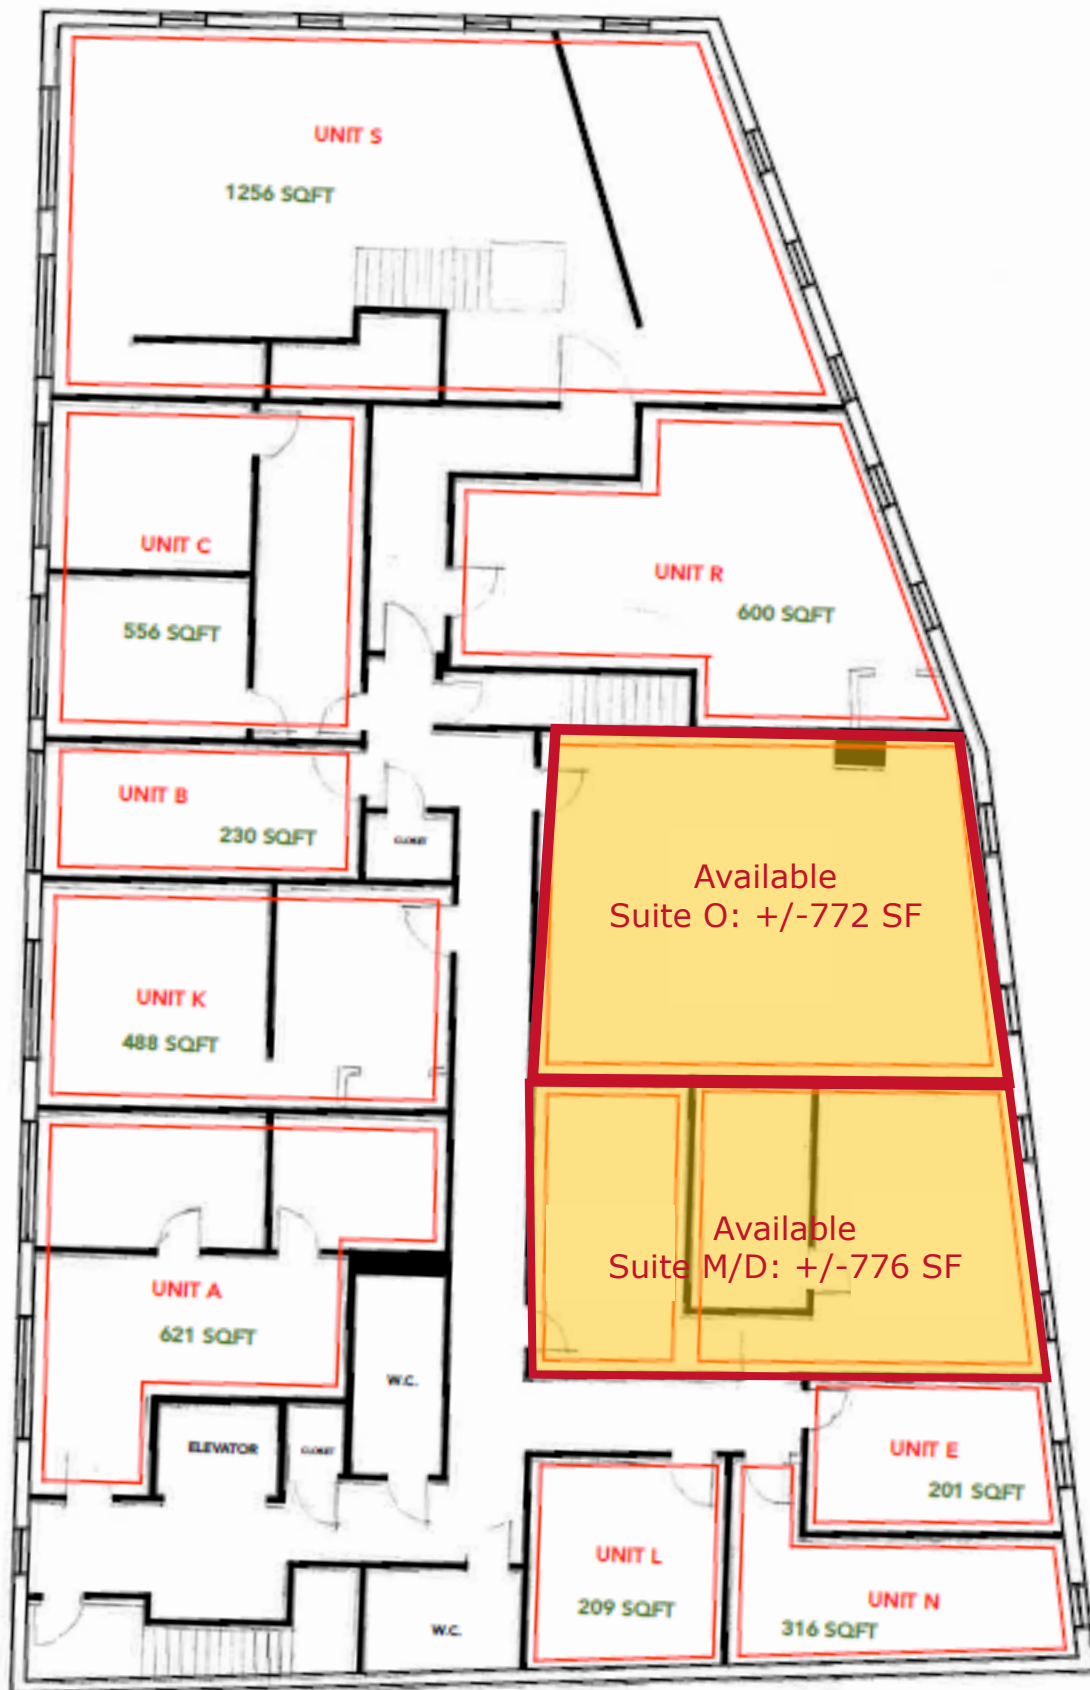 UNIT S
1256 SQFT
UNIT C
556 SQFT
UNIT R
600 SQFT
UNIT B
230 SQFT
CLOSET
Available
Suite O: +/-772 SF
UNIT K
488 SQFT
Available
Suite M/D: +/-776 SF
UNIT A
621 SQFT
W.C.
ELEVATOR
CLOSET
UNIT E
201 SQFT
UNIT L
209 SQFT
UNIT N
316 SQFT
W.C.